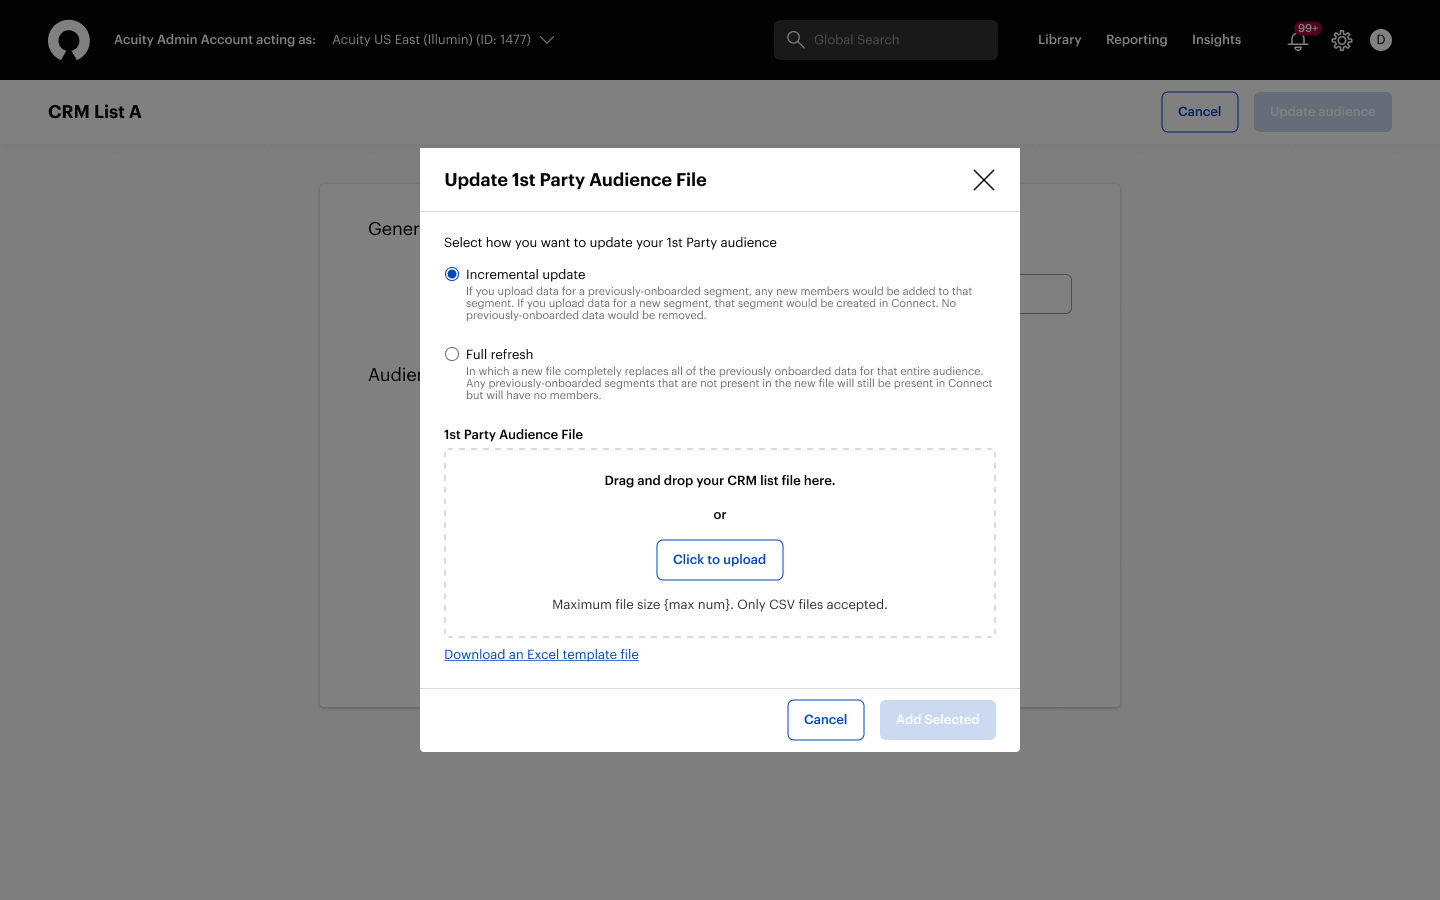 Acuity Admin Account acting as: Acuity US East (Illumin) (ID: 1477)
Global Search
Library Reporting Insights
99+
D
CRM List A
Cancel
Update audience
Update 1st Party Audience File
Gener
Select how you want to update your 1st Party audience
Incremental update
If you upload data for a previously-onboarded segment, any new members would be added to that
segment. If you upload data for a new segment, that segment would be created in Connect. No
previously-onboarded data would be removed.
Full refresh
In which a new file completely replaces all of the previously onboarded data for that entire audience.
Any previously-onboarded segments that are not present in the new file will still be present in Connect
but will have no members.
Audien
1st Party Audience File
Drag and drop your CRM list file here.
or
Click to upload
Maximum file size {max num}. Only CSV files accepted.
Download an Excel template file
Cancel
Add Selected